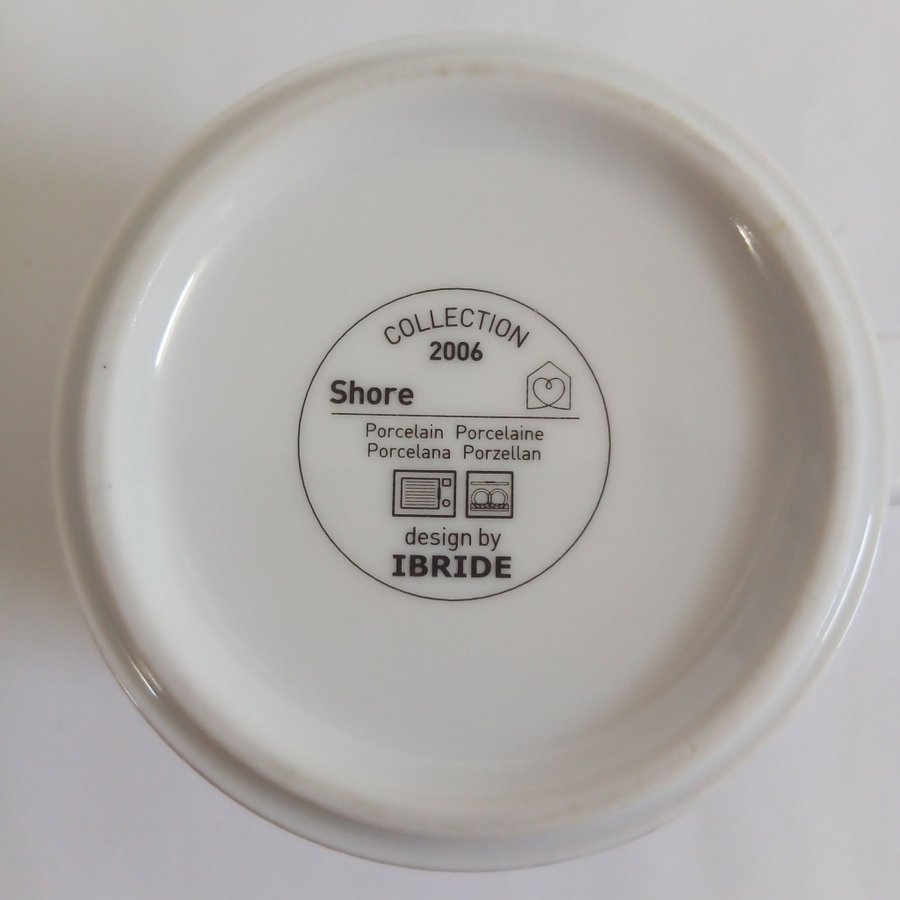 COLLECTION
2006
Shore
Porcelain Porcelaine
Porcelana Porzellan
design by
IBRIDE